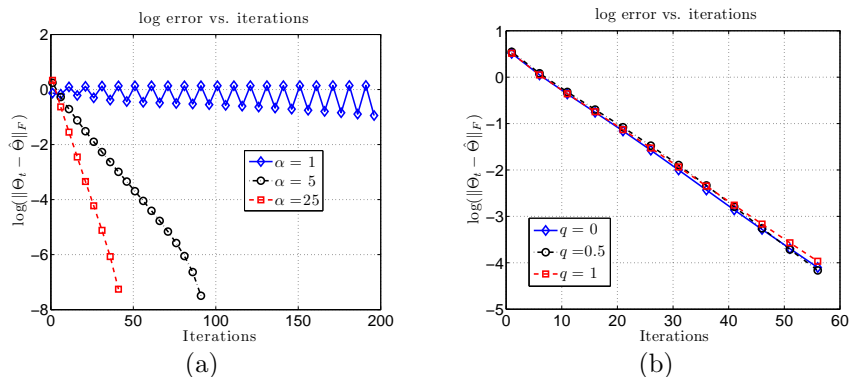 log error vs. iterations
2
0
−2
−4
−6
−8
0
50
100
150
200
log(‖Θ_t − Θ̂‖_F)
Iterations
α = 1
α = 5
α =25
(a)
log error vs. iterations
1
0
−1
−2
−3
−4
−5
0
10
20
30
40
50
60
log(‖Θ_t − Θ̂‖_F)
Iterations
q = 0
q =0.5
q = 1
(b)